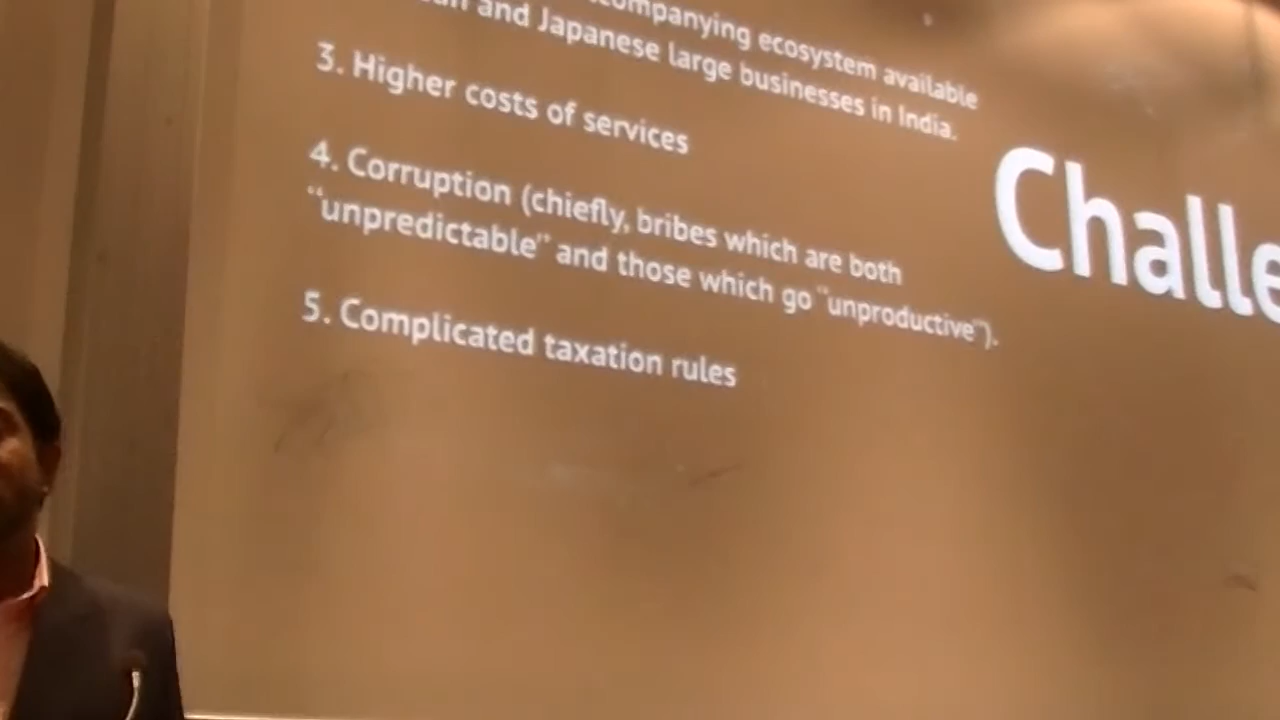 ompanying ecosystem available
and Japanese large businesses in India.
3. Higher costs of services
4. Corruption (chiefly, bribes which are both
“unpredictable” and those which go “unproductive”).
5. Complicated taxation rules
Challe